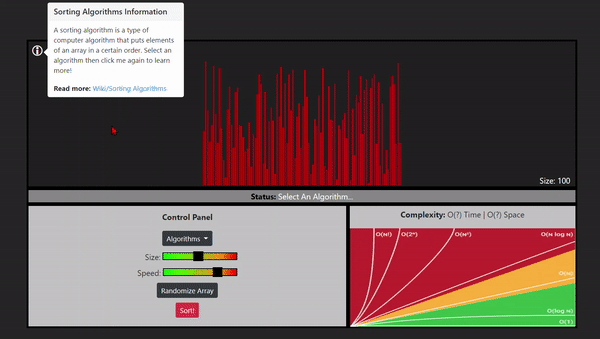 Sorting Algorithms Information
A sorting algorithm is a type of
computer algorithm that puts elements
of an array in a certain order. Select an
algorithm then click me again to learn
more!
Read more: Wiki/Sorting Algorithms
Size: 100
Status: Select An Algorithm...
Control Panel
Algorithms
Size:
Speed:
Randomize Array
Sort!
Complexity: O(?) Time | O(?) Space
O(N!)
O(2ⁿ)
O(N²)
O(N log N)
O(N)
O(log N)
O(1)